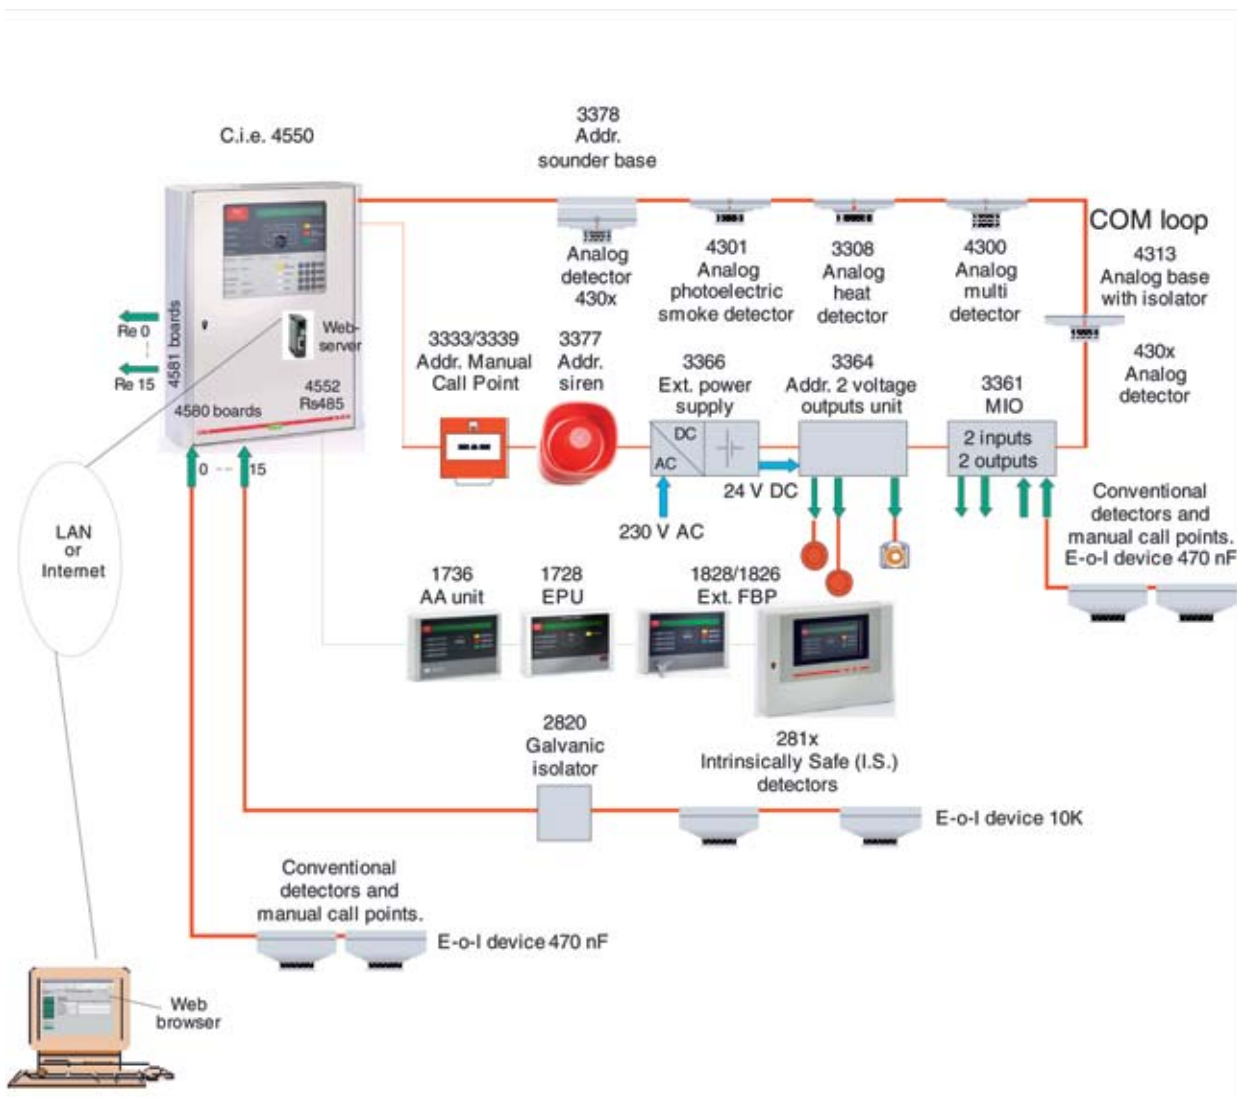 C.i.e. 4550
3378
Addr.
sounder base
Analog
detector
430x
4301
Analog
photoelectric
smoke detector
3308
Analog
heat
detector
4300
Analog
multi
detector
COM loop
4313
Analog base
with isolator
430x
Analog
detector
Re 0
Re 15
4581 boards
Web-
server
4552
Rs485
4580 boards
0
15
3333/3339
Addr. Manual
Call Point
3377
Addr.
siren
3366
Ext. power
supply
DC
AC
24 V DC
230 V AC
3364
Addr. 2 voltage
outputs unit
3361
MIO
2 inputs
2 outputs
Conventional
detectors and
manual call points.
E-o-l device 470 nF
LAN
or
Internet
1736
AA unit
1728
EPU
1828/1826
Ext. FBP
2820
Galvanic
isolator
281x
Intrinsically Safe (I.S.)
detectors
E-o-l device 10K
Conventional
detectors and
manual call points.
E-o-l device 470 nF
Web
browser